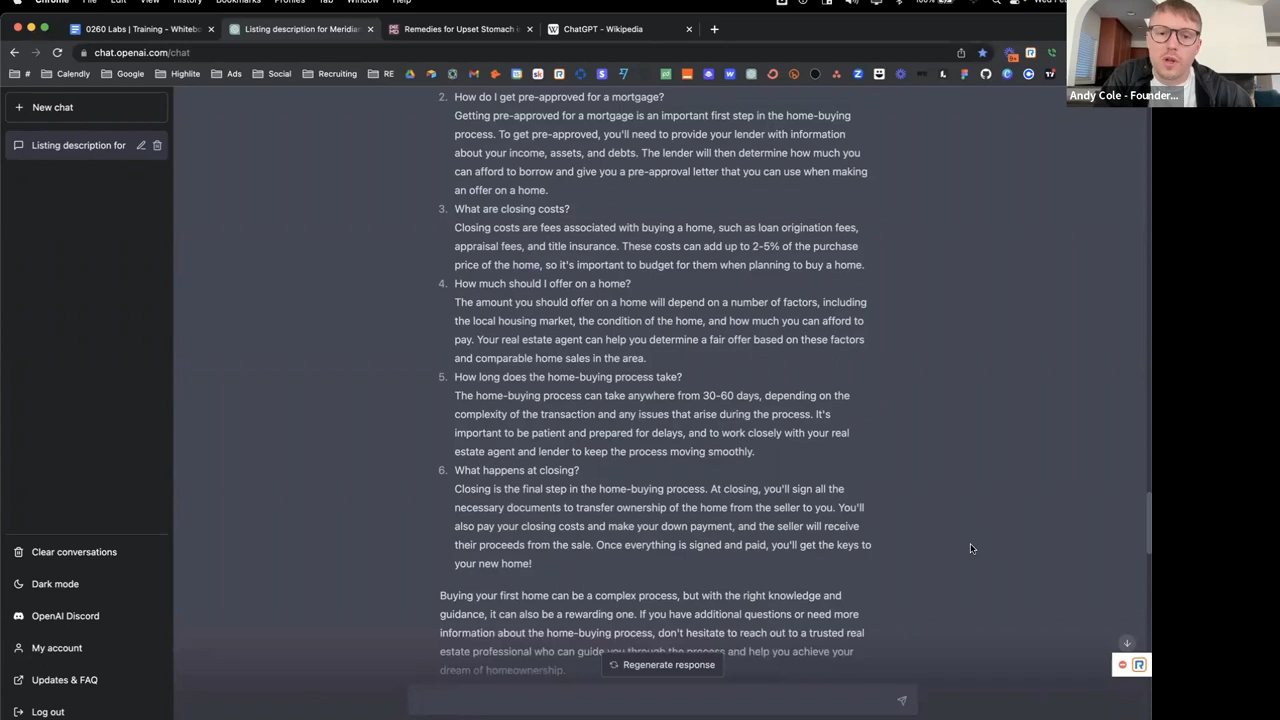 Chrome File Edit View History Bookmarks Profiles Tab Window Help
0260 Labs | Training - Whitebo
Listing description for Meridia
Remedies for Upset Stomach
ChatGPT - Wikipedia
chat.openai.com/chat
# Calendly Google Highlite Ads Social Recruiting RE
Andy Cole - Founder...
New chat
Listing description for
2. How do I get pre-approved for a mortgage?
Getting pre-approved for a mortgage is an important first step in the home-buying
process. To get pre-approved, you'll need to provide your lender with information
about your income, assets, and debts. The lender will then determine how much you
can afford to borrow and give you a pre-approval letter that you can use when making
an offer on a home.
3. What are closing costs?
Closing costs are fees associated with buying a home, such as loan origination fees,
appraisal fees, and title insurance. These costs can add up to 2-5% of the purchase
price of the home, so it's important to budget for them when planning to buy a home.
4. How much should I offer on a home?
The amount you should offer on a home will depend on a number of factors, including
the local housing market, the condition of the home, and how much you can afford to
pay. Your real estate agent can help you determine a fair offer based on these factors
and comparable home sales in the area.
5. How long does the home-buying process take?
The home-buying process can take anywhere from 30-60 days, depending on the
complexity of the transaction and any issues that arise during the process. It's
important to be patient and prepared for delays, and to work closely with your real
estate agent and lender to keep the process moving smoothly.
6. What happens at closing?
Closing is the final step in the home-buying process. At closing, you'll sign all the
necessary documents to transfer ownership of the home from the seller to you. You'll
also pay your closing costs and make your down payment, and the seller will receive
their proceeds from the sale. Once everything is signed and paid, you'll get the keys to
your new home!
Buying your first home can be a complex process, but with the right knowledge and
guidance, it can also be a rewarding one. If you have additional questions or need more
information about the home-buying process, don't hesitate to reach out to a trusted real
estate professional who can guide you through the process and help you achieve your
dream of homeownership.
Regenerate response
Clear conversations
Dark mode
OpenAI Discord
My account
Updates & FAQ
Log out